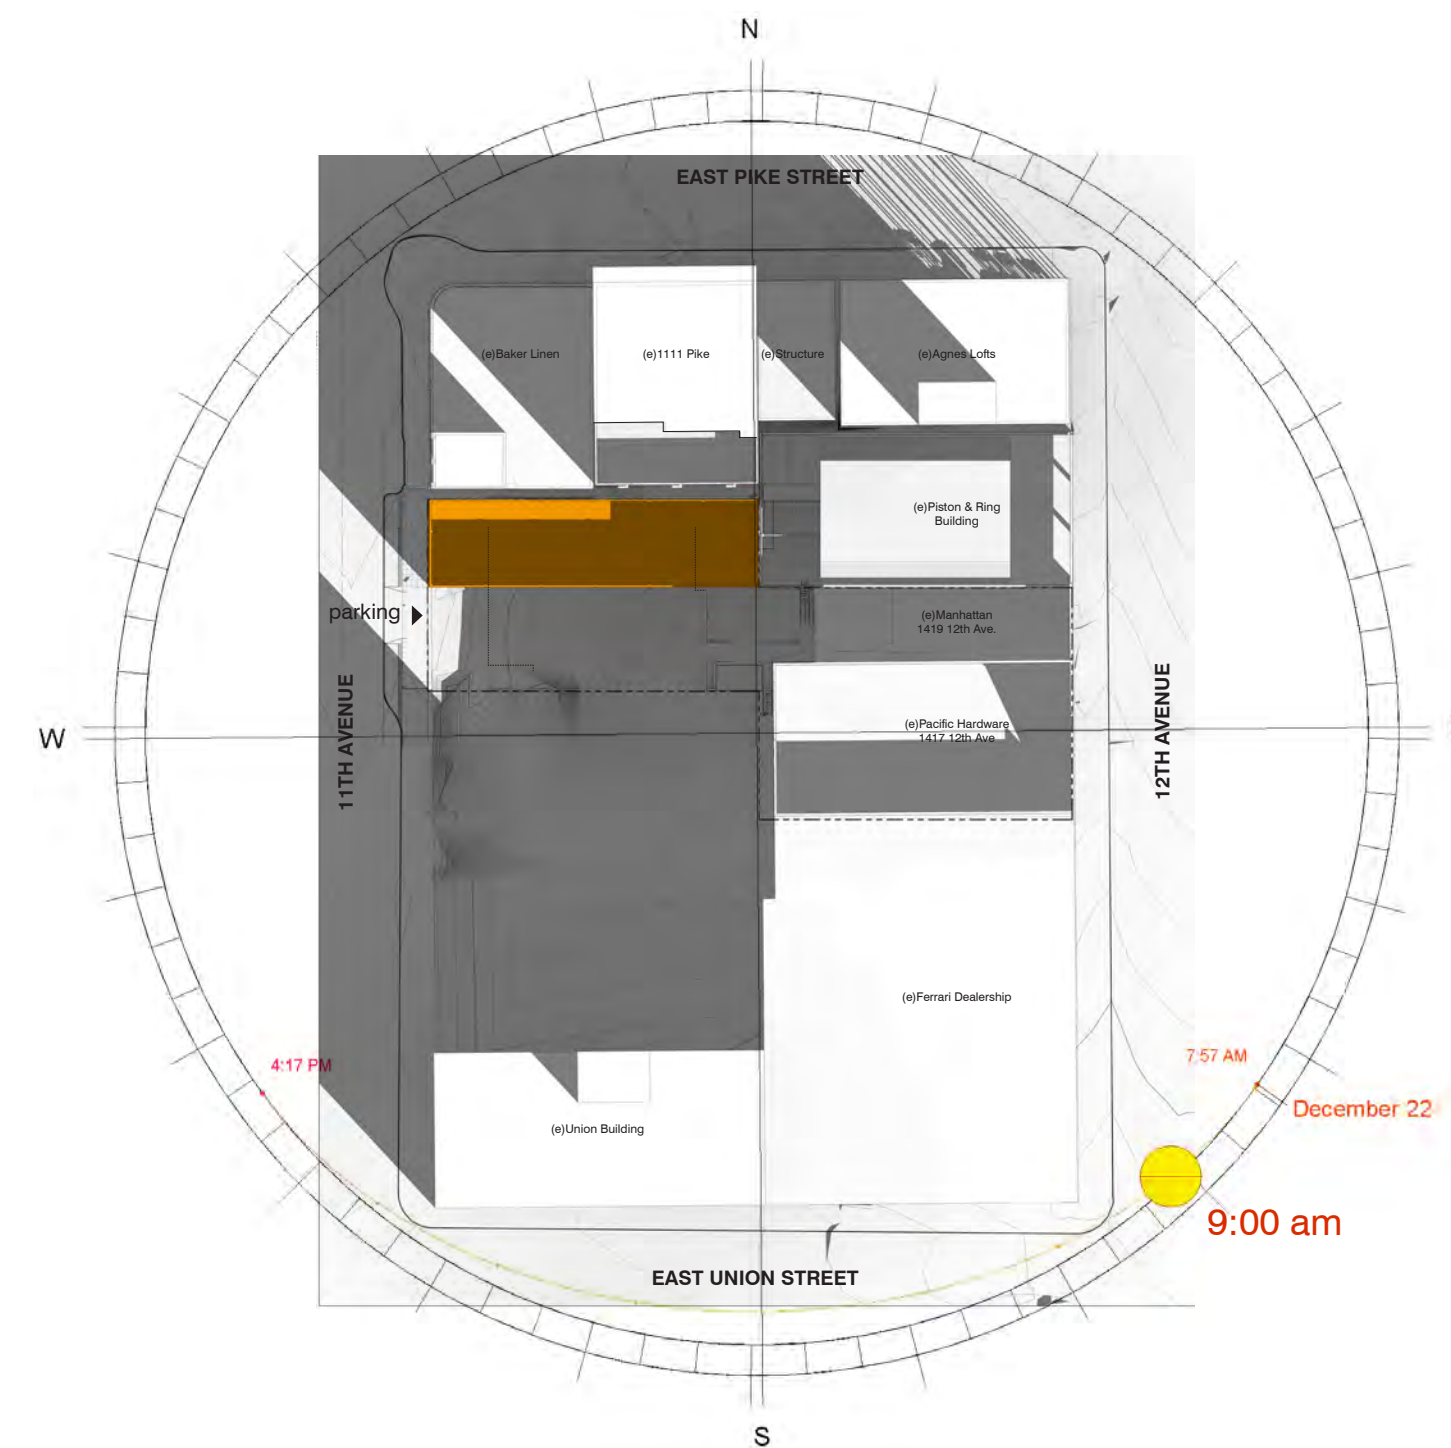 N
EAST PIKE STREET
(e)Baker Linen
(e)1111 Pike
(e)Structure
(e)Agnes Lofts
(e)Piston & Ring
Building
parking
(e)Manhattan
1419 12th Ave.
11TH AVENUE
12TH AVENUE
W
(e)Pacific Hardware
1417 12th Ave
(e)Ferrari Dealership
4:17 PM
7:57 AM
December 22
(e)Union Building
9:00 am
EAST UNION STREET
S